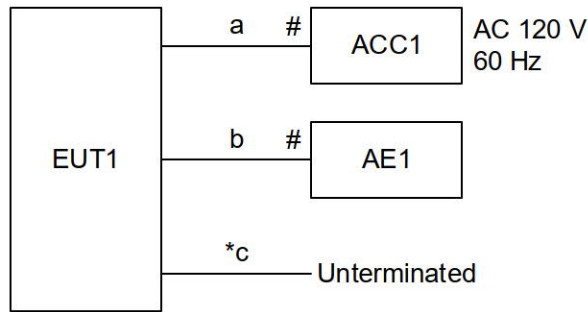 a #
ACC1
AC 120 V
60 Hz
EUT1
b #
AE1
*c
Unterminated